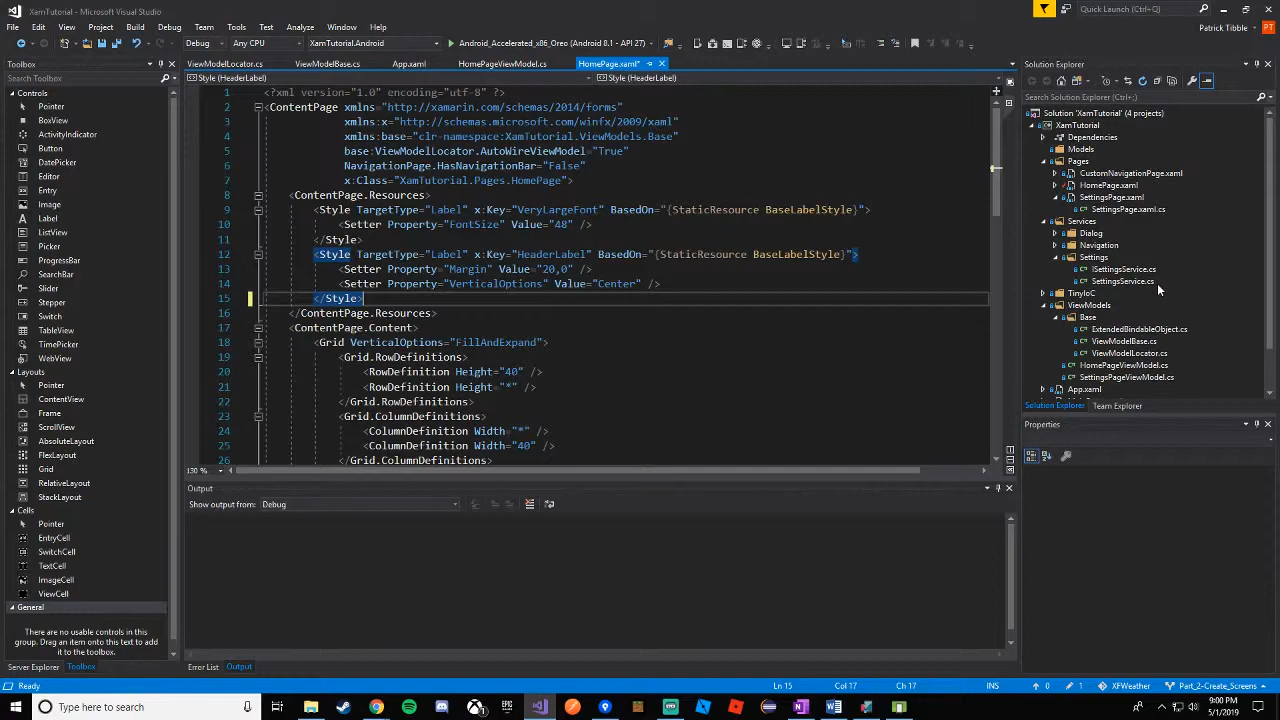 XamTutorial - Microsoft Visual Studio
Quick Launch (Ctrl+Q)
File Edit View Project Build Debug Team Tools Test Analyze Window Help
Patrick Tibble PT
Debug Any CPU XamTutorial.Android Android_Accelerated_x86_Oreo (Android 8.1 - API 27)
Toolbox
Search Toolbox
Controls
Pointer
BoxView
ActivityIndicator
Button
DatePicker
Editor
Entry
Image
Label
ListView
Picker
ProgressBar
SearchBar
Slider
Stepper
Switch
TableView
TimePicker
WebView
Layouts
Pointer
ContentView
Frame
ScrollView
AbsoluteLayout
FlexLayout
Grid
RelativeLayout
StackLayout
Cells
Pointer
EntryCell
SwitchCell
TextCell
ImageCell
ViewCell
General
There are no usable controls in this
group. Drag an item onto this text to add
it to the toolbox.
Server Explorer Toolbox
ViewModelLocator.cs ViewModelBase.cs App.xaml HomePageViewModel.cs HomePage.xaml*
Style (HeaderLabel) Style (HeaderLabel)
1 <?xml version="1.0" encoding="utf-8" ?>
2 <ContentPage xmlns="http://xamarin.com/schemas/2014/forms"
3 xmlns:x="http://schemas.microsoft.com/winfx/2009/xaml"
4 xmlns:base="clr-namespace:XamTutorial.ViewModels.Base"
5 base:ViewModelLocator.AutoWireViewModel="True"
6 NavigationPage.HasNavigationBar="False"
7 x:Class="XamTutorial.Pages.HomePage">
8 <ContentPage.Resources>
9 <Style TargetType="Label" x:Key="VeryLargeFont" BasedOn="{StaticResource BaseLabelStyle}">
10 <Setter Property="FontSize" Value="48" />
11 </Style>
12 <Style TargetType="Label" x:Key="HeaderLabel" BasedOn="{StaticResource BaseLabelStyle}">
13 <Setter Property="Margin" Value="20,0" />
14 <Setter Property="VerticalOptions" Value="Center" />
15 </Style>
16 </ContentPage.Resources>
17 <ContentPage.Content>
18 <Grid VerticalOptions="FillAndExpand">
19 <Grid.RowDefinitions>
20 <RowDefinition Height="40" />
21 <RowDefinition Height="*" />
22 </Grid.RowDefinitions>
23 <Grid.ColumnDefinitions>
24 <ColumnDefinition Width="*" />
25 <ColumnDefinition Width="40" />
26 </Grid.ColumnDefinitions>
130 %
Output
Show output from: Debug
Error List Output
Solution Explorer
Search Solution Explorer (Ctrl+;)
Solution 'XamTutorial' (4 projects)
XamTutorial
Dependencies
Models
Pages
CustomNavigationPage.xaml
HomePage.xaml
SettingsPage.xaml
SettingsPage.xaml.cs
Services
Dialog
Navigation
Settings
ISettingsService.cs
SettingsService.cs
TinyIoC
ViewModels
Base
ExtendedBindableObject.cs
ViewModelBase.cs
ViewModelLocator.cs
HomePageViewModel.cs
SettingsPageViewModel.cs
App.xaml
Solution Explorer Team Explorer
Properties
Ready Ln 15 Col 17 Ch 17 INS 0 1 XFWeather Part_2-Create_Screens
Type here to search
9:00 PM
5/1/2019